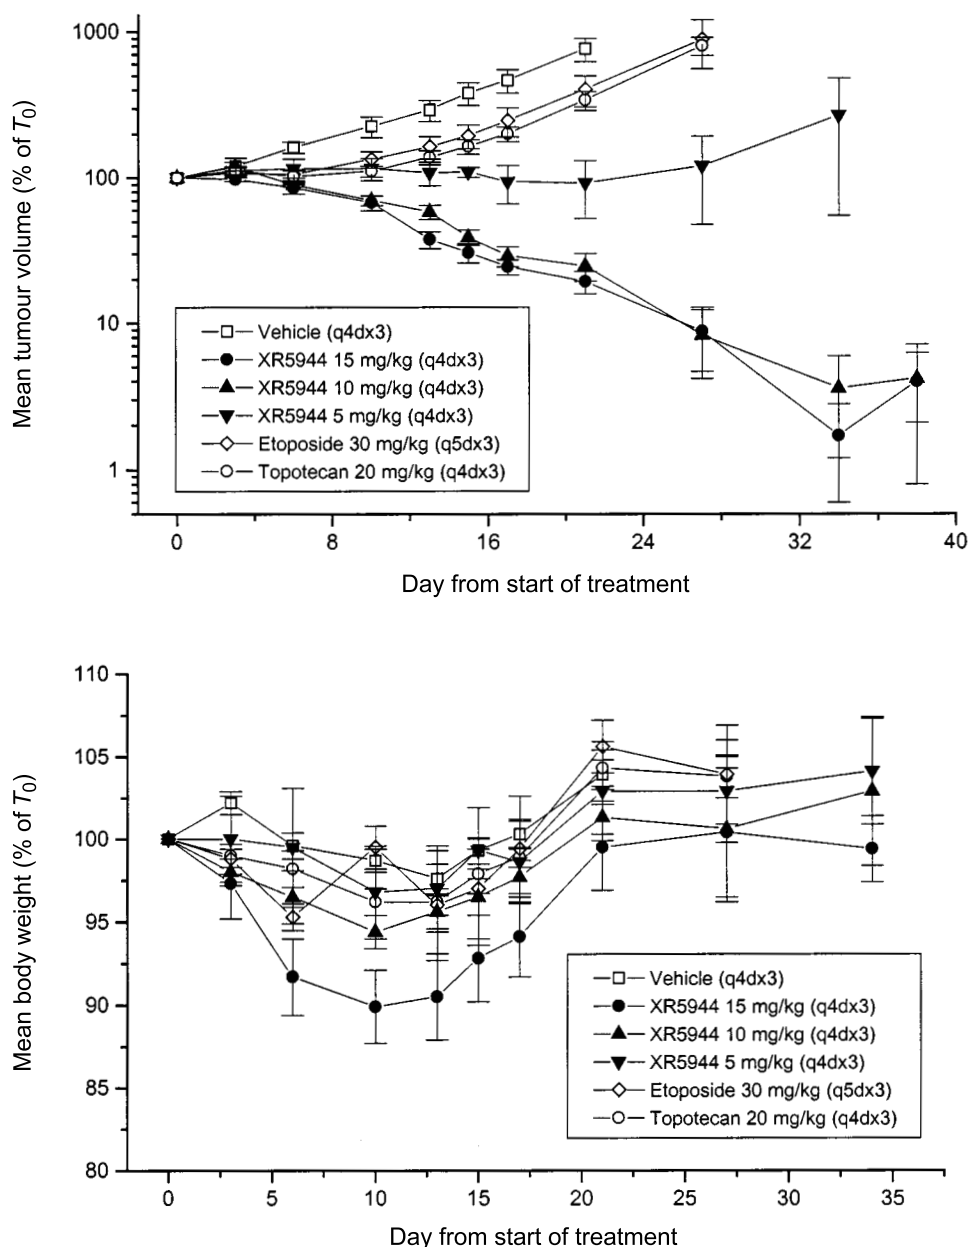 1000
100
10
1
Mean tumour volume (% of T0)
Vehicle (q4dx3)
XR5944 15 mg/kg (q4dx3)
XR5944 10 mg/kg (q4dx3)
XR5944 5 mg/kg (q4dx3)
Etoposide 30 mg/kg (q5dx3)
Topotecan 20 mg/kg (q4dx3)
0 8 16 24 32 40
Day from start of treatment
110
105
100
95
90
85
80
Mean body weight (% of T0)
Vehicle (q4dx3)
XR5944 15 mg/kg (q4dx3)
XR5944 10 mg/kg (q4dx3)
XR5944 5 mg/kg (q4dx3)
Etoposide 30 mg/kg (q5dx3)
Topotecan 20 mg/kg (q4dx3)
0 5 10 15 20 25 30 35
Day from start of treatment